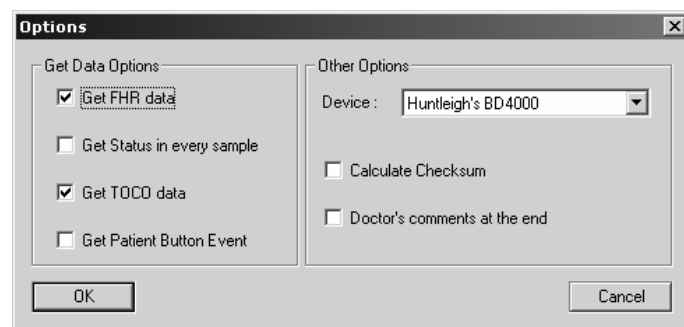 Options
Get Data Options
Get FHR data
Get Status in every sample
Get TOCO data
Get Patient Button Event
Other Options
Device : Huntleigh's BD4000
Calculate Checksum
Doctor's comments at the end
OK
Cancel